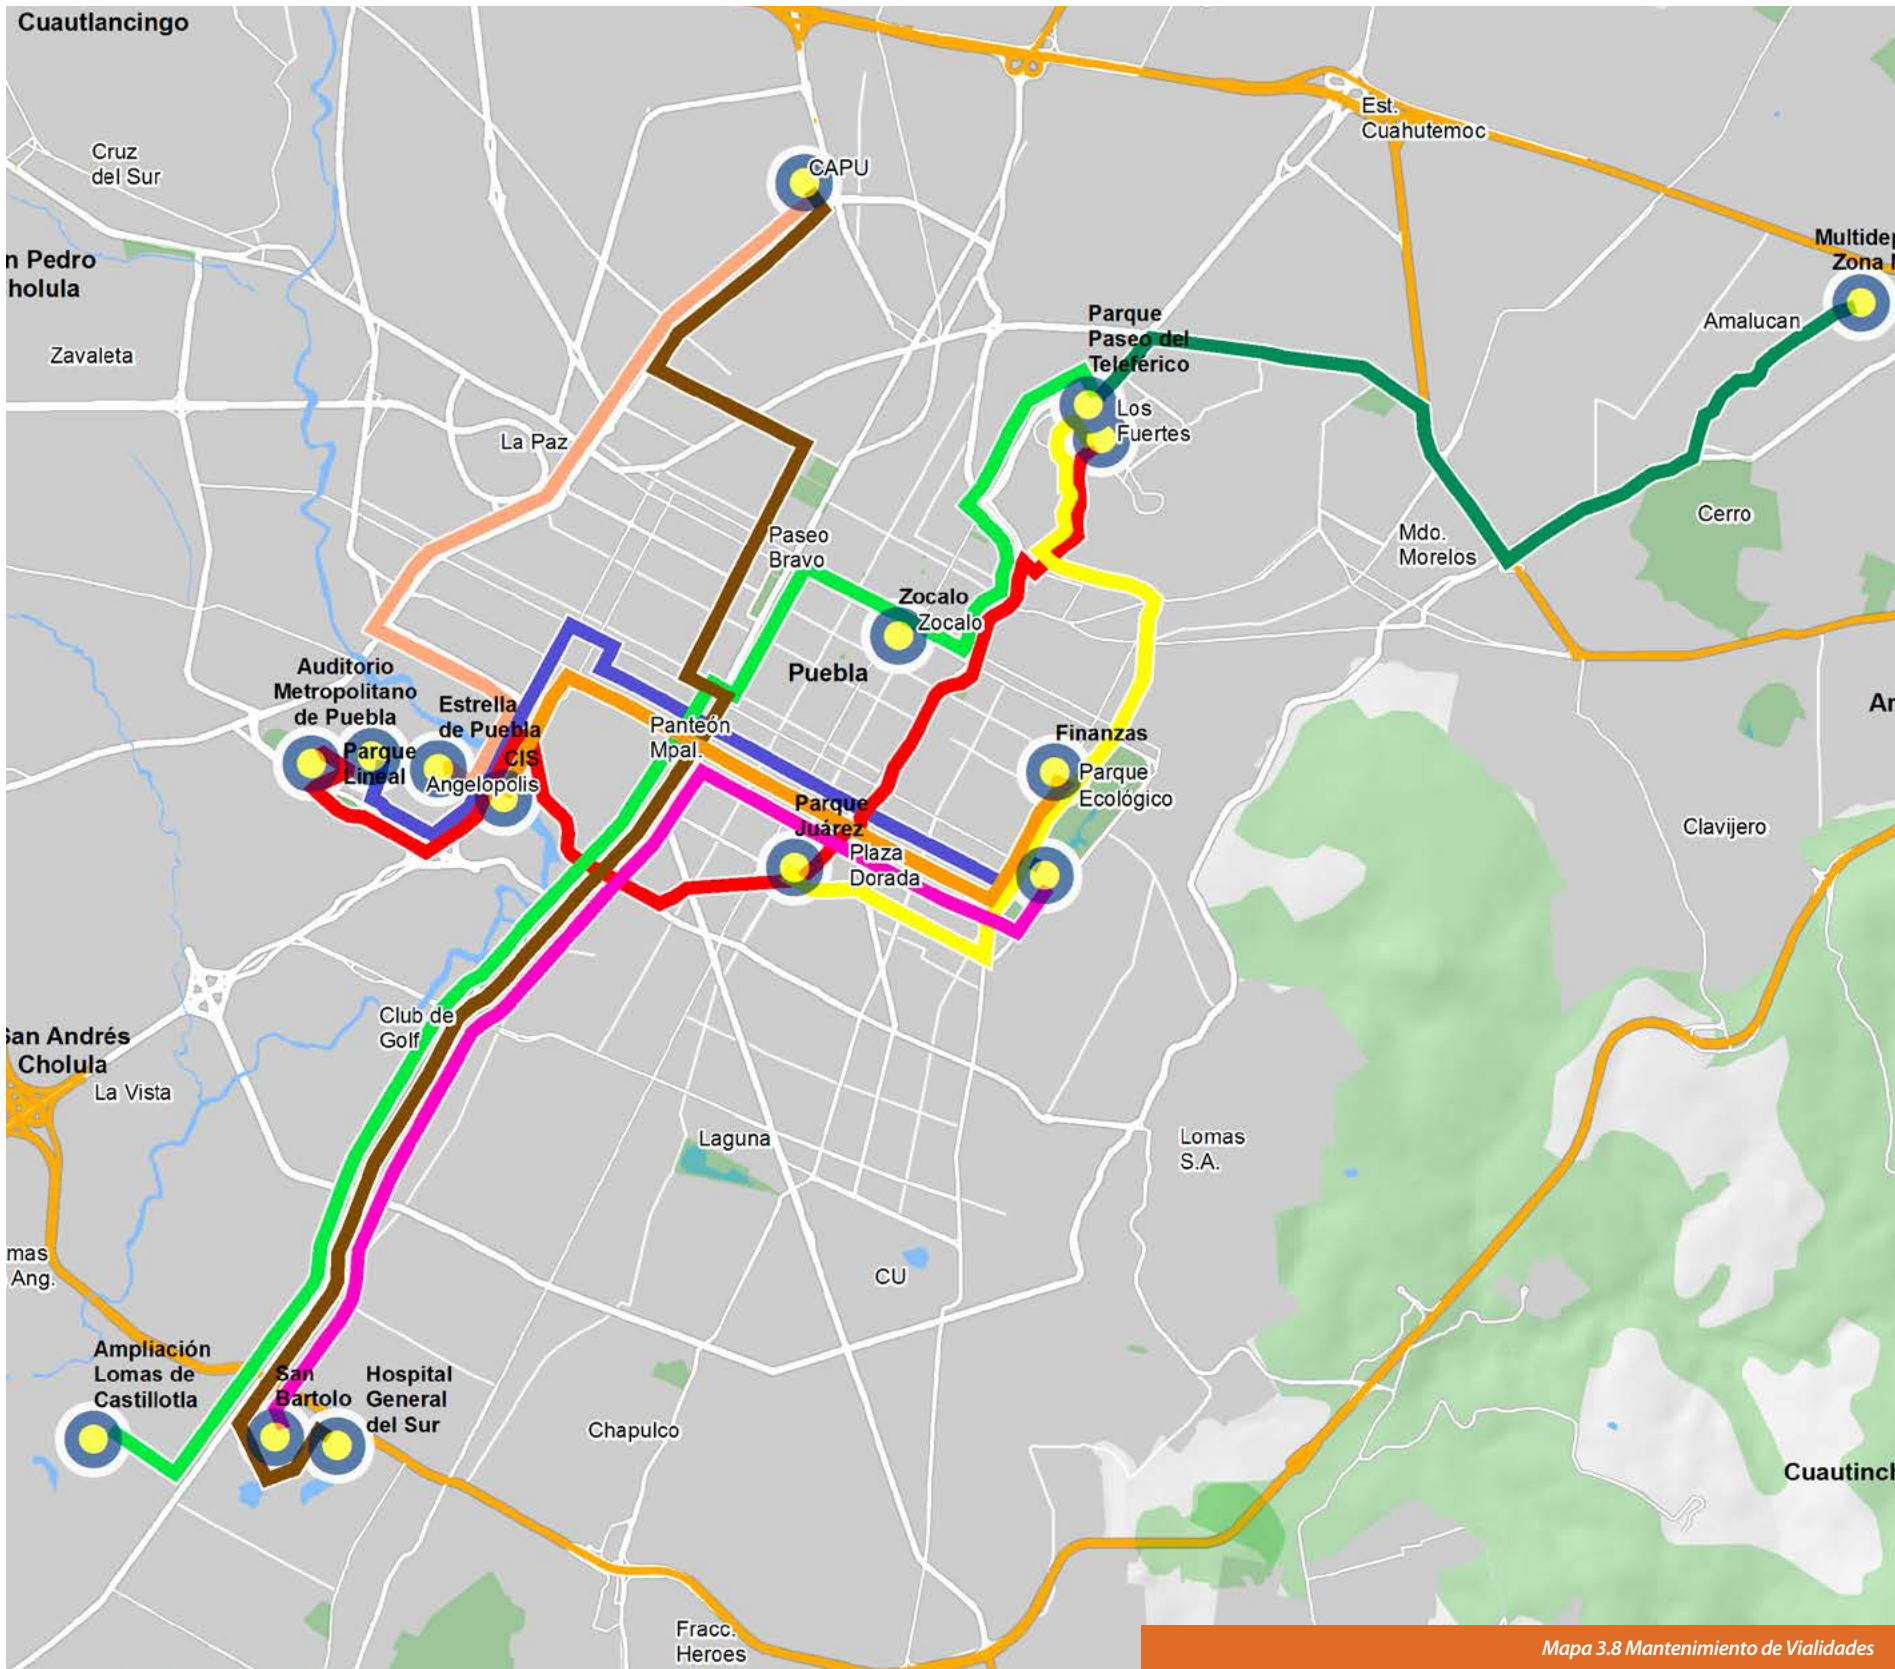 Cuautlancingo
Est.
Cuahutemoc
Cruz
del Sur
CAPU
Multidep
Zona
n Pedro
holula
Parque
Paseo del
Teleférico
Amalucan
Zavaleta
Los
Fuertes
La Paz
Cerro
Paseo
Bravo
Mdo.
Morelos
Zocalo
Zocalo
Puebla
Auditorio
Metropolitano
de Puebla
Estrella
de Puebla
Panteón
Mpal.
Finanzas
Parque
Lineal
CIS
Angelopolis
Parque
Ecológico
Parque
Juárez
Plaza
Dorada
Clavijero
Ar
Club de
Golf
San Andrés
Cholula
La Vista
Laguna
Lomas
S.A.
mas
Ang.
CU
Ampliación
Lomas de
Castillotla
San
Bartolo
Hospital
General
del Sur
Chapulco
Cuautinch
Fracc.
Heroes
Mapa 3.8 Mantenimiento de Vialidades